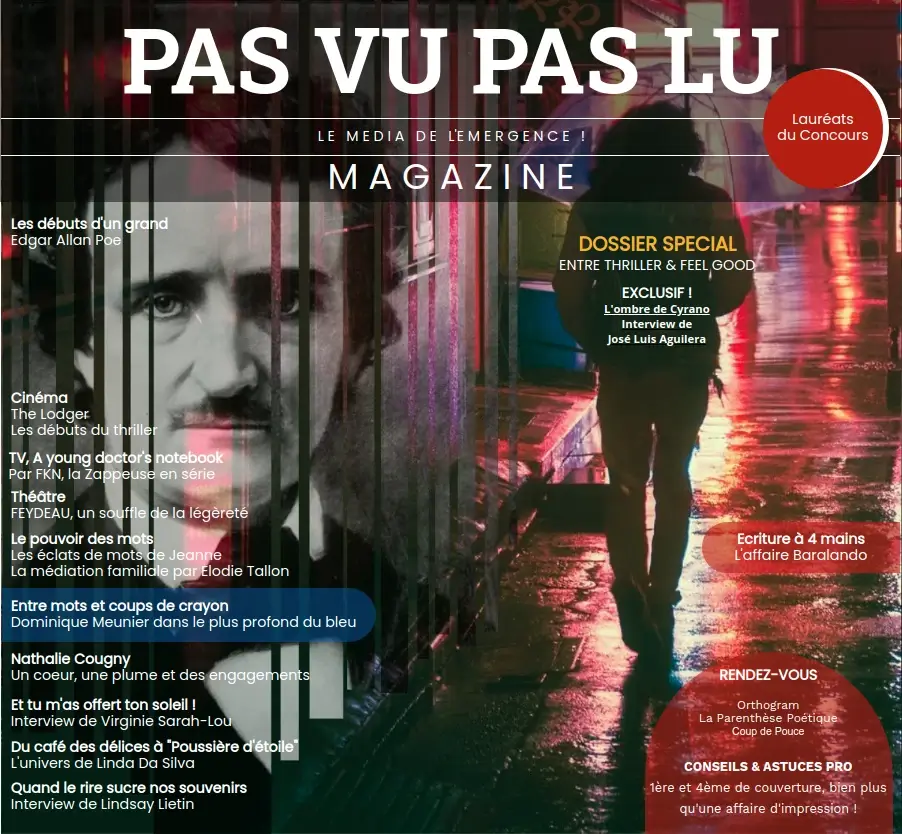 PAS VU PAS LU
LE MEDIA DE L'EMERGENCE !
MAGAZINE
Lauréats
du Concours
Les débuts d'un grand
Edgar Allan Poe
DOSSIER SPECIAL
ENTRE THRILLER & FEEL GOOD
EXCLUSIF !
L'ombre de Cyrano
Interview de
José Luis Aguilera
Cinéma
The Lodger
Les débuts du thriller
TV, A young doctor's notebook
Par FKN, la Zappeuse en série
Théâtre
FEYDEAU, un souffle de la légèreté
Le pouvoir des mots
Les éclats de mots de Jeanne
La médiation familiale par Elodie Tallon
Ecriture à 4 mains
L'affaire Baralando
Entre mots et coups de crayon
Dominique Meunier dans le plus profond du bleu
Nathalie Cougny
Un coeur, une plume et des engagements
Et tu m'as offert ton soleil !
Interview de Virginie Sarah-Lou
Du café des délices à "Poussière d'étoile"
L'univers de Linda Da Silva
Quand le rire sucre nos souvenirs
Interview de Lindsay Lietin
RENDEZ-VOUS
Orthogram
La Parenthèse Poétique
Coup de Pouce
CONSEILS & ASTUCES PRO
1ère et 4ème de couverture, bien plus
qu'une affaire d'impression !